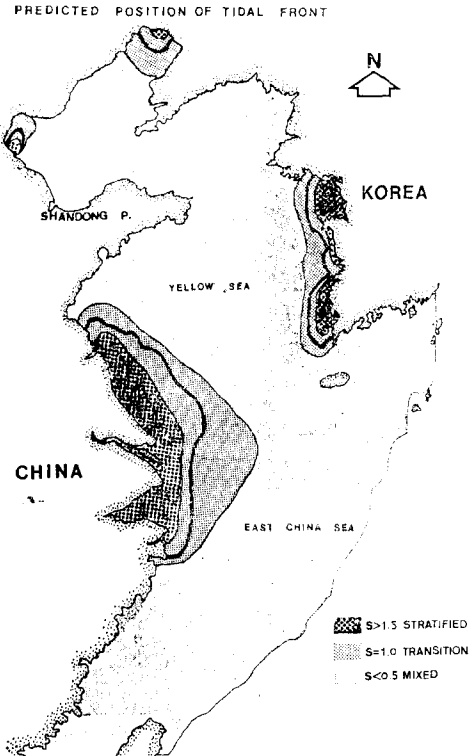 PREDICTED POSITION OF TIDAL FRONT
N
KOREA
SHANDONG P.
YELLOW SEA
CHINA
EAST CHINA SEA
S>1.5 STRATIFIED
S=1.0 TRANSITION
S<0.5 MIXED